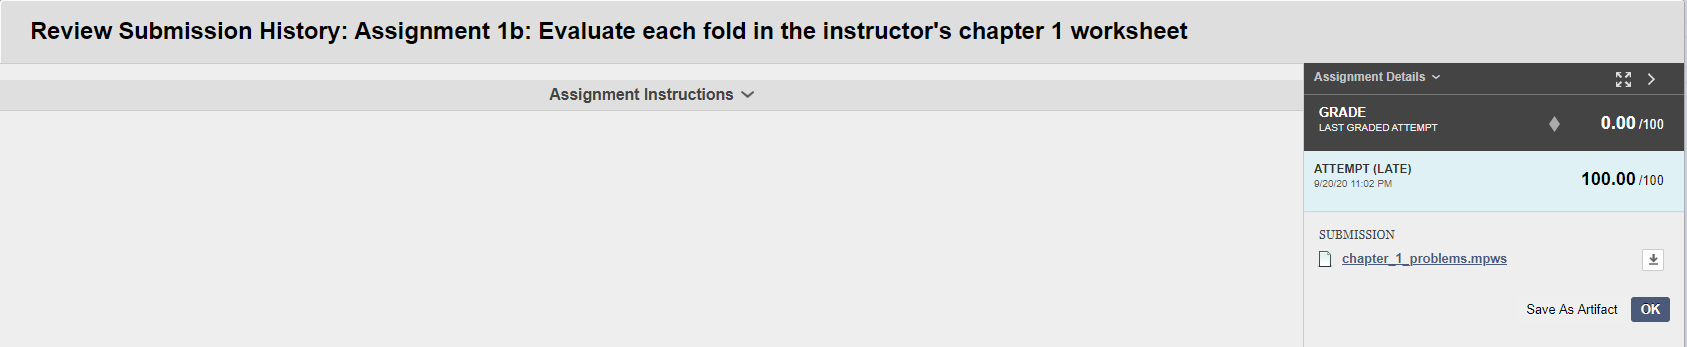 Review Submission History: Assignment 1b: Evaluate each fold in the instructor's chapter 1 worksheet
Assignment Instructions
Assignment Details
GRADE
LAST GRADED ATTEMPT
0.00 /100
ATTEMPT (LATE)
9/20/20 11:02 PM
100.00 /100
SUBMISSION
chapter_1_problems.mpws
Save As Artifact OK